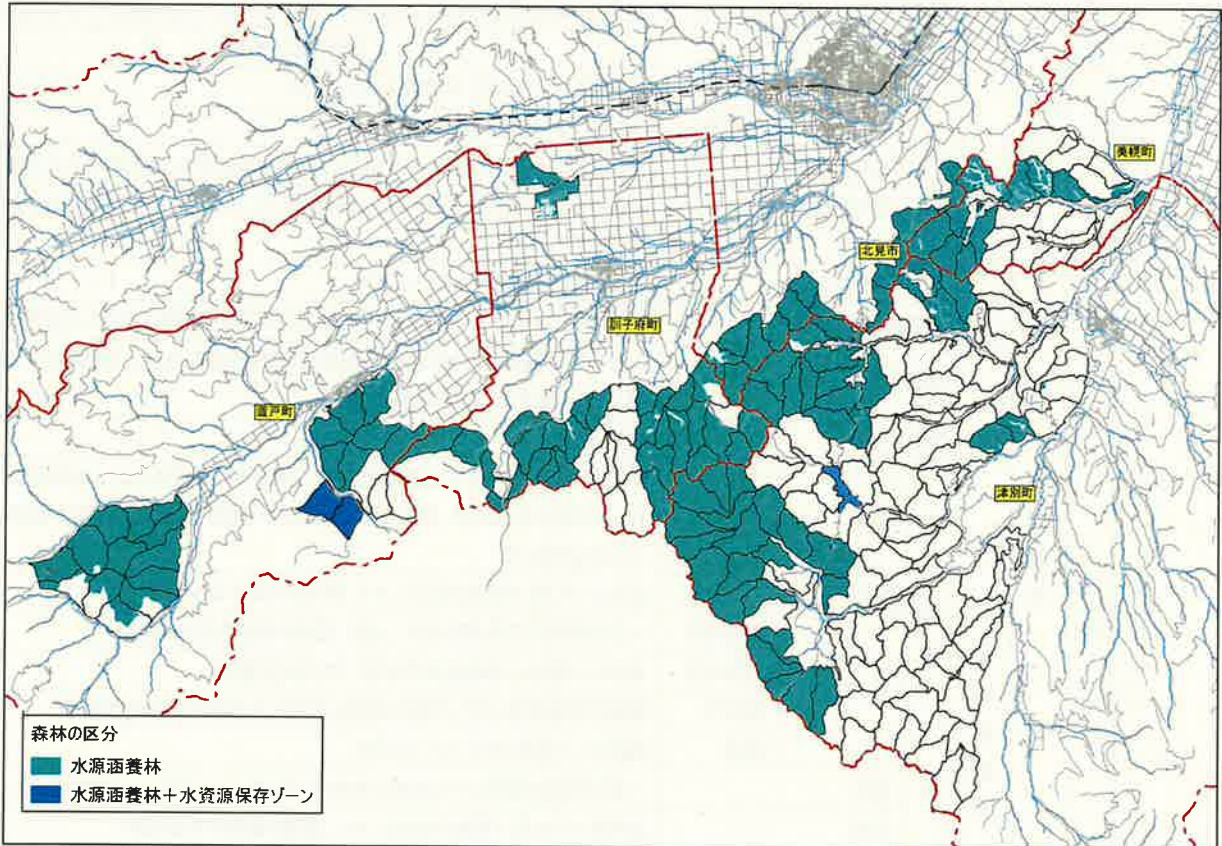 美幌町
北見市
訓子府町
置戸町
津別町
森林の区分
水源涵養林
水源涵養林＋水資源保存ゾーン